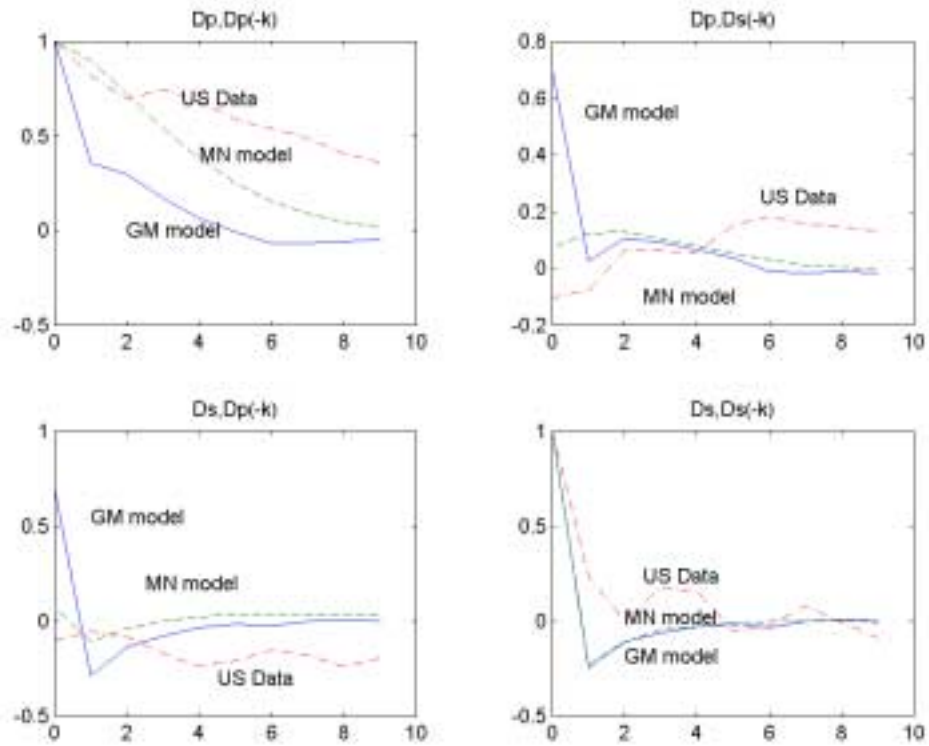 Dp,Dp(-k)
1
0.5
0
-0.5
0 2 4 6 8 10
US Data
MN model
GM model
Dp,Ds(-k)
0.8
0.6
0.4
0.2
0
-0.2
0 2 4 6 8 10
GM model
US Data
MN model
Ds,Dp(-k)
1
0.5
0
-0.5
0 2 4 6 8 10
GM model
MN model
US Data
Ds,Ds(-k)
1
0.5
0
-0.5
0 2 4 6 8 10
US Data
MN model
GM model